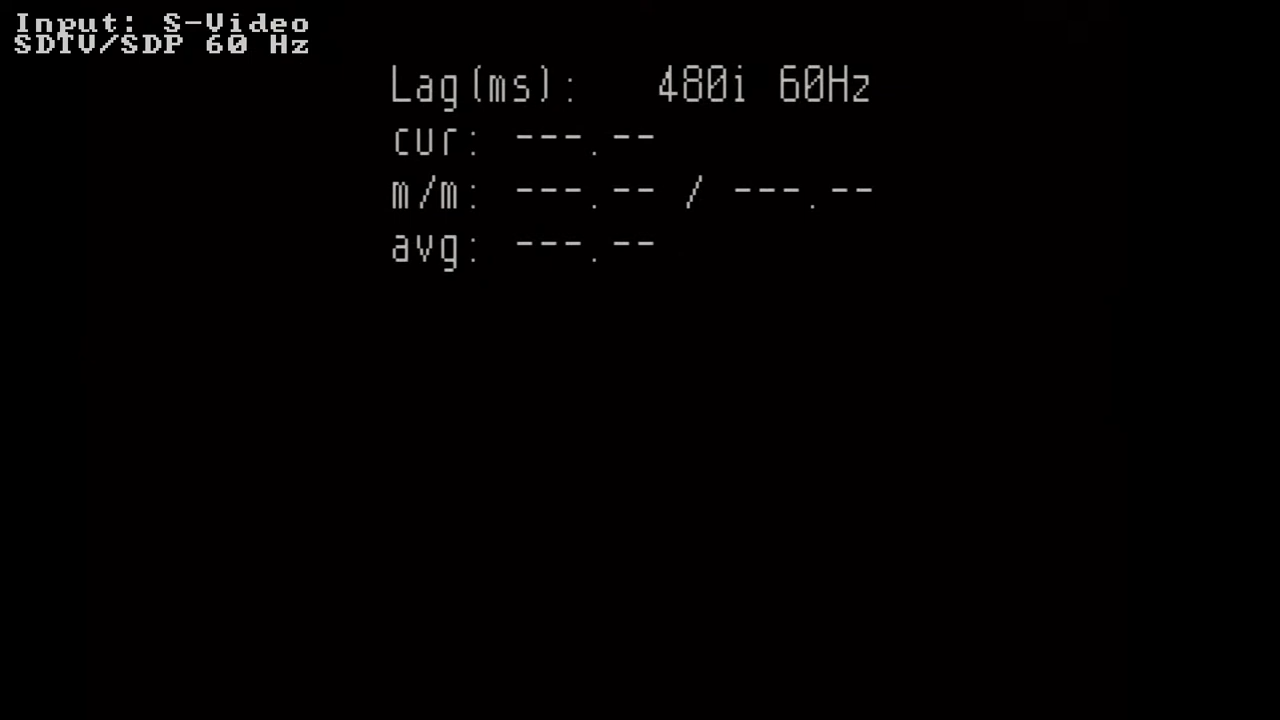 Input: S-Video
SDTV/SDP 60 Hz
Lag(ms): 480i 60Hz
cur: ---.--
m/m: ---.-- / ---.--
avg: ---.--